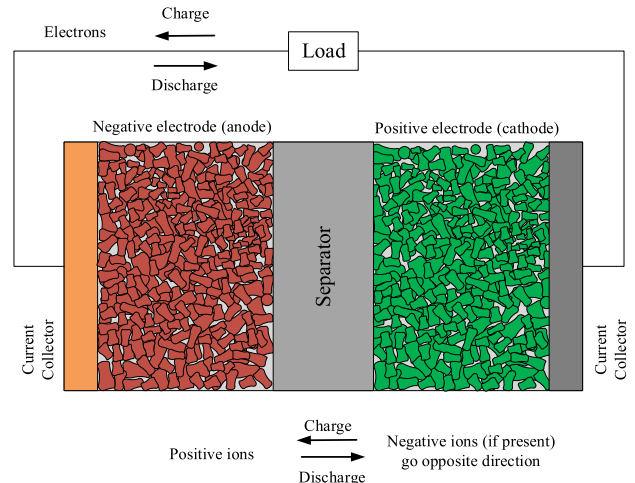 Charge
Electrons
Load
Discharge
Negative electrode (anode)
Positive electrode (cathode)
Separator
Current
Collector
Current
Collector
Charge
Positive ions
Negative ions (if present)
go opposite direction
Discharge